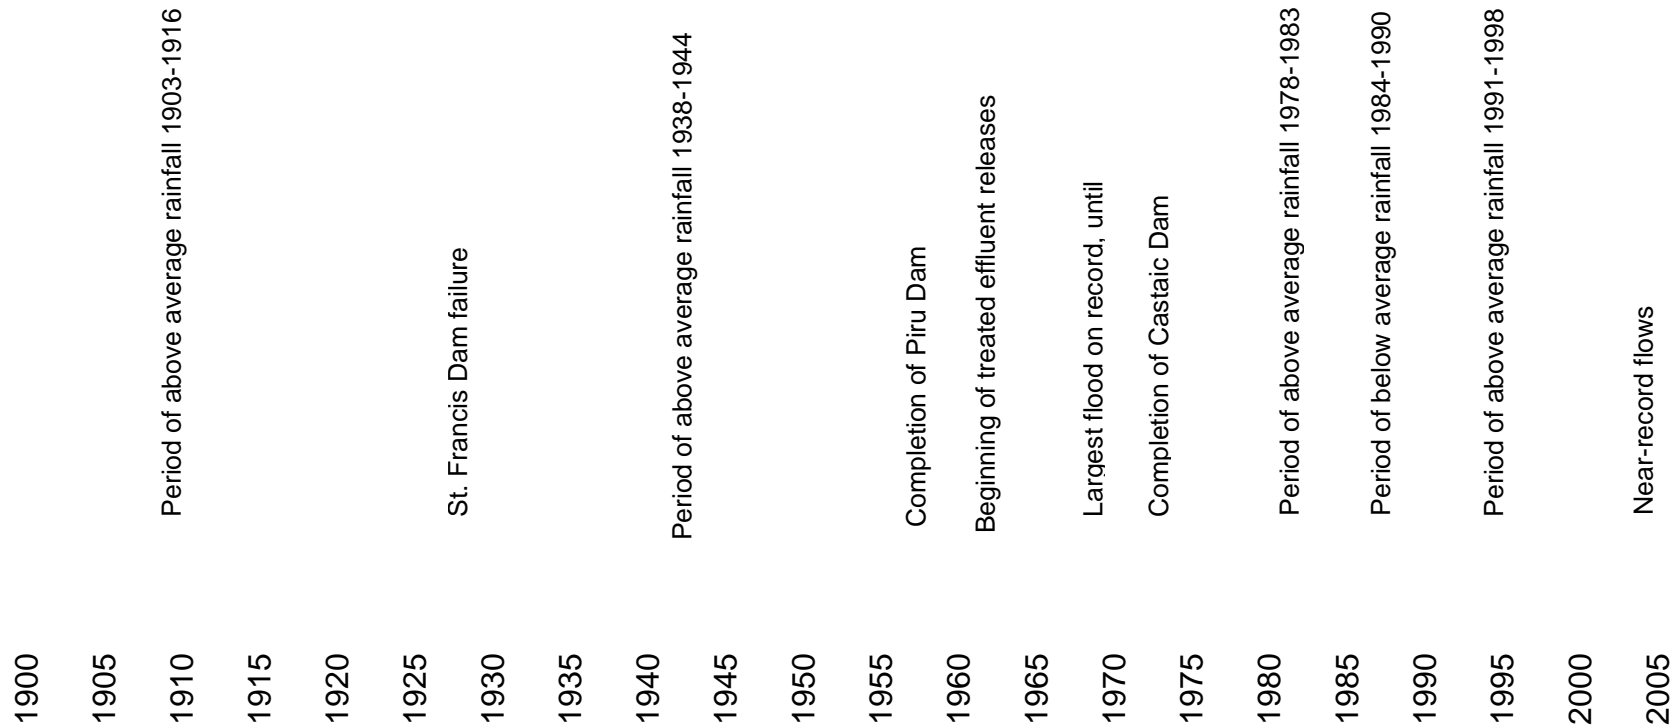 Period of above average rainfall 1903-1916
St. Francis Dam failure
Period of above average rainfall 1938-1944
Completion of Piru Dam
Beginning of treated effluent releases
Largest flood on record, until
Completion of Castaic Dam
Period of above average rainfall 1978-1983
Period of below average rainfall 1984-1990
Period of above average rainfall 1991-1998
Near-record flows
1900
1905
1910
1915
1920
1925
1930
1935
1940
1945
1950
1955
1960
1965
1970
1975
1980
1985
1990
1995
2000
2005